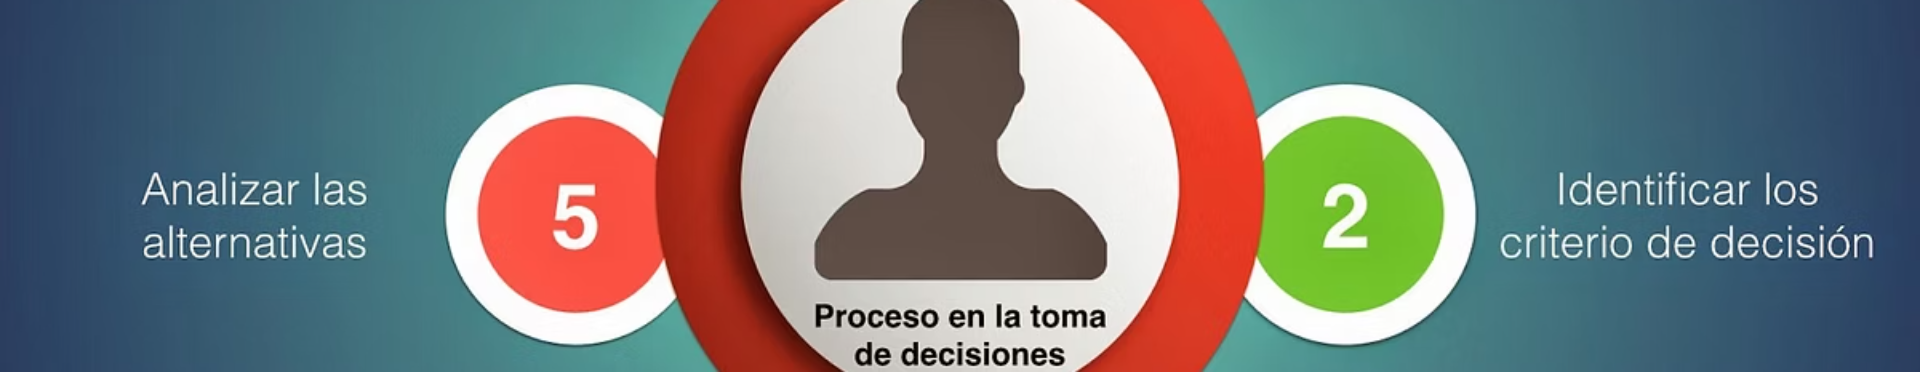 Analizar las
alternativas
5
Proceso en la toma
de decisiones
2
Identificar los
criterio de decisión